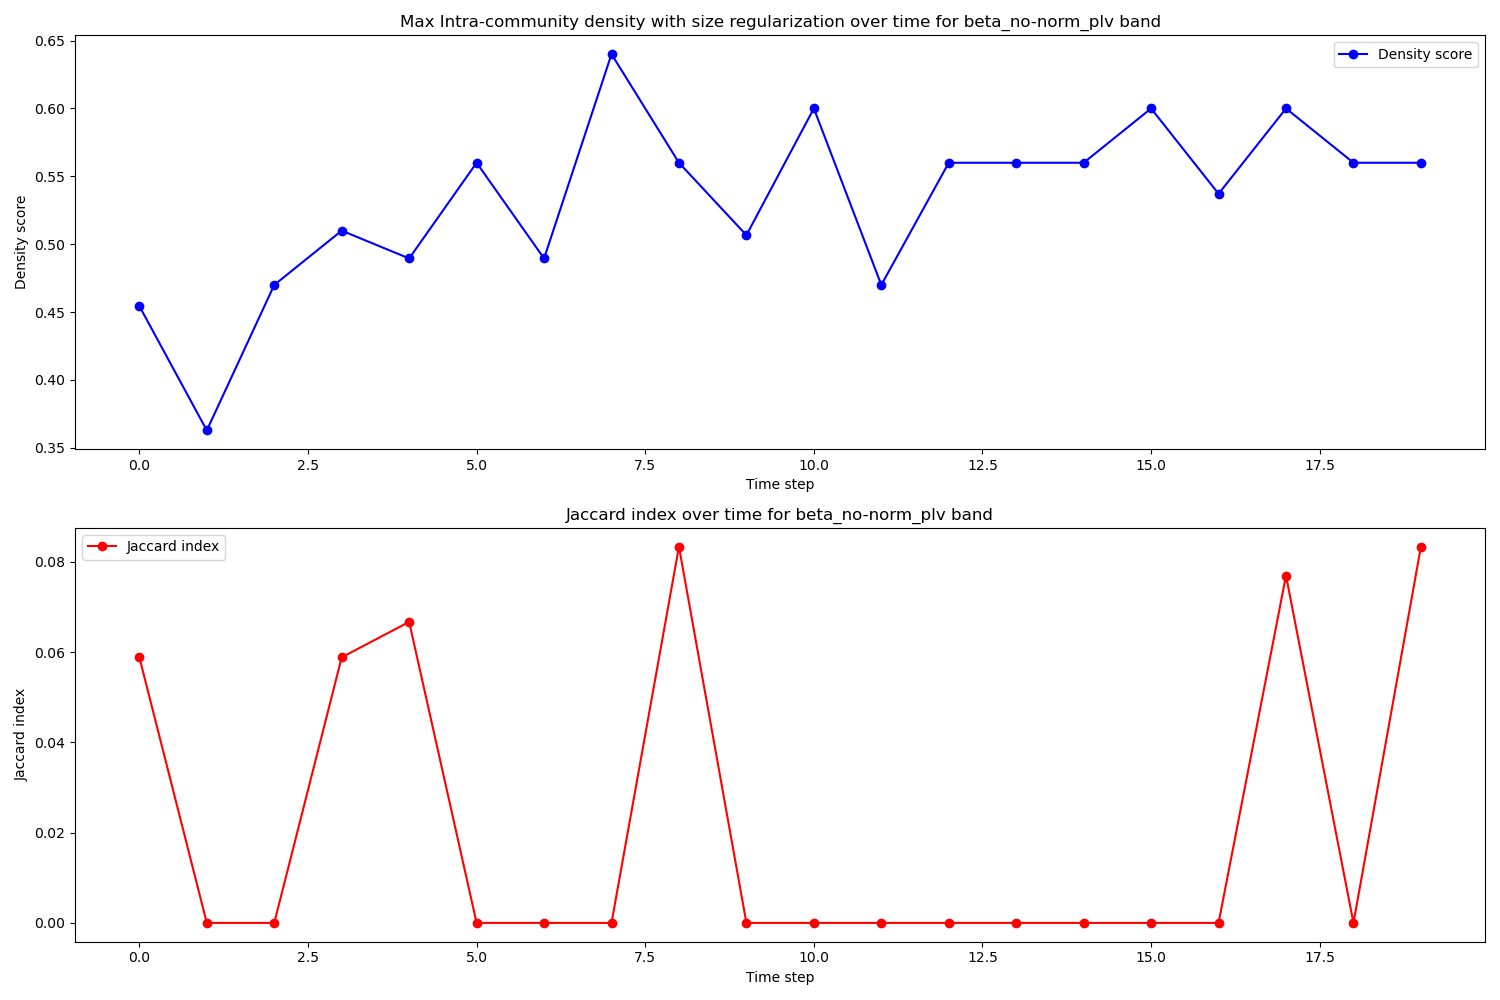 Max Intra-community density with size regularization over time for beta_no-norm_plv band
Density score
0.65
0.60
0.55
0.50
0.45
0.40
0.35
Density score
0.0 2.5 5.0 7.5 10.0 12.5 15.0 17.5
Time step
Jaccard index over time for beta_no-norm_plv band
Jaccard index
0.08
0.06
0.04
0.02
0.00
Jaccard index
0.0 2.5 5.0 7.5 10.0 12.5 15.0 17.5
Time step